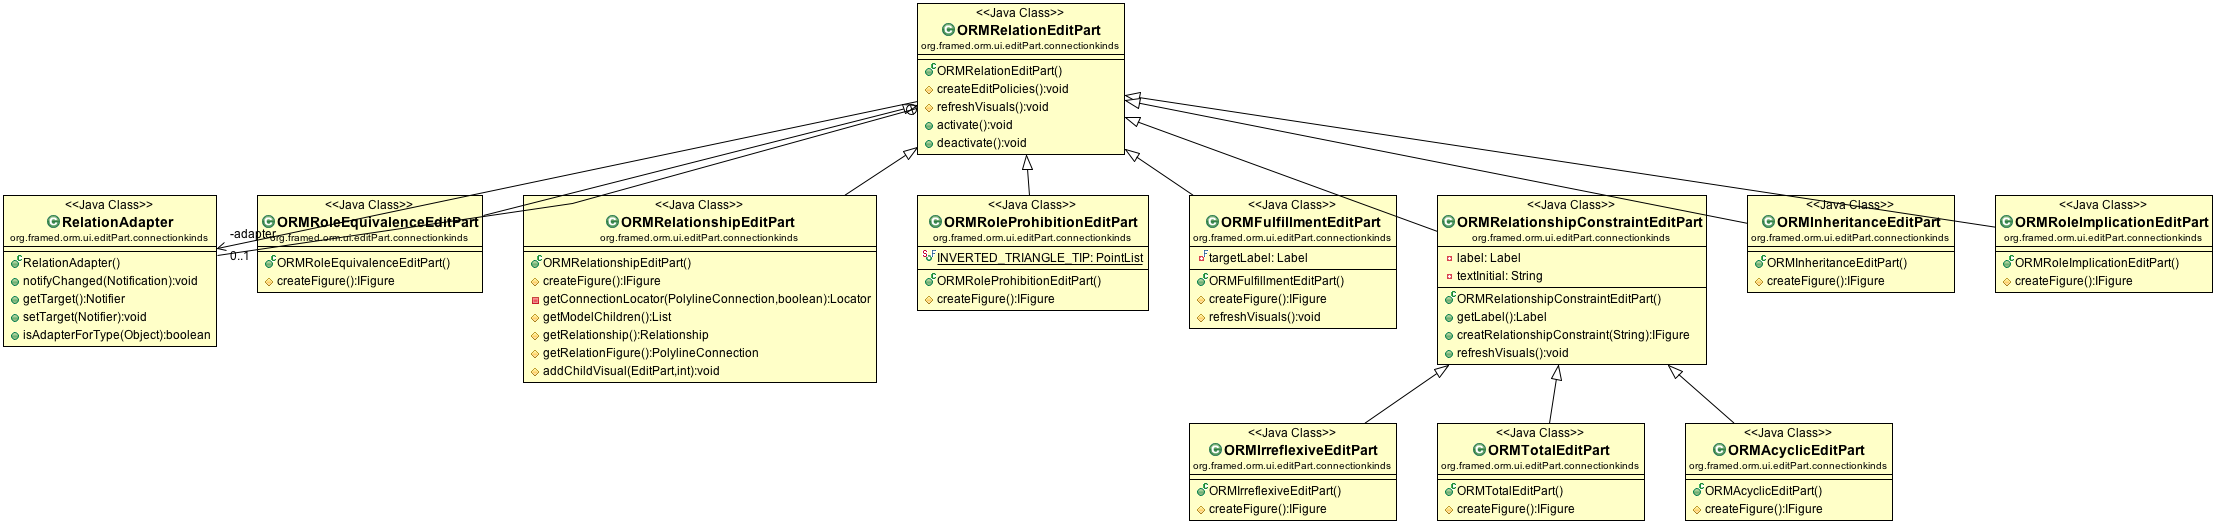 <<Java Class>>
ORMRelationEditPart
org.framed.orm.ui.editPart.connectionkinds
ORMRelationEditPart()
createEditPolicies():void
refreshVisuals():void
activate():void
deactivate():void
<<Java Class>>
RelationAdapter
org.framed.orm.ui.editPart.connectionkinds
RelationAdapter()
notifyChanged(Notification):void
getTarget():Notifier
setTarget(Notifier):void
isAdapterForType(Object):boolean
-adapter
0..1
<<Java Class>>
ORMRoleEquivalenceEditPart
org.framed.orm.ui.editPart.connectionkinds
ORMRoleEquivalenceEditPart()
createFigure():IFigure
<<Java Class>>
ORMRelationshipEditPart
org.framed.orm.ui.editPart.connectionkinds
ORMRelationshipEditPart()
createFigure():IFigure
getConnectionLocator(PolylineConnection,boolean):Locator
getModelChildren():List
getRelationship():Relationship
getRelationFigure():PolylineConnection
addChildVisual(EditPart,int):void
<<Java Class>>
ORMRoleProhibitionEditPart
org.framed.orm.ui.editPart.connectionkinds
INVERTED_TRIANGLE_TIP: PointList
ORMRoleProhibitionEditPart()
createFigure():IFigure
<<Java Class>>
ORMFulfillmentEditPart
org.framed.orm.ui.editPart.connectionkinds
targetLabel: Label
ORMFulfillmentEditPart()
createFigure():IFigure
refreshVisuals():void
<<Java Class>>
ORMRelationshipConstraintEditPart
org.framed.orm.ui.editPart.connectionkinds
label: Label
textInitial: String
ORMRelationshipConstraintEditPart()
getLabel():Label
creatRelationshipConstraint(String):IFigure
refreshVisuals():void
<<Java Class>>
ORMInheritanceEditPart
org.framed.orm.ui.editPart.connectionkinds
ORMInheritanceEditPart()
createFigure():IFigure
<<Java Class>>
ORMRoleImplicationEditPart
org.framed.orm.ui.editPart.connectionkinds
ORMRoleImplicationEditPart()
createFigure():IFigure
<<Java Class>>
ORMIrreflexiveEditPart
org.framed.orm.ui.editPart.connectionkinds
ORMIrreflexiveEditPart()
createFigure():IFigure
<<Java Class>>
ORMTotalEditPart
org.framed.orm.ui.editPart.connectionkinds
ORMTotalEditPart()
createFigure():IFigure
<<Java Class>>
ORMAcyclicEditPart
org.framed.orm.ui.editPart.connectionkinds
ORMAcyclicEditPart()
createFigure():IFigure